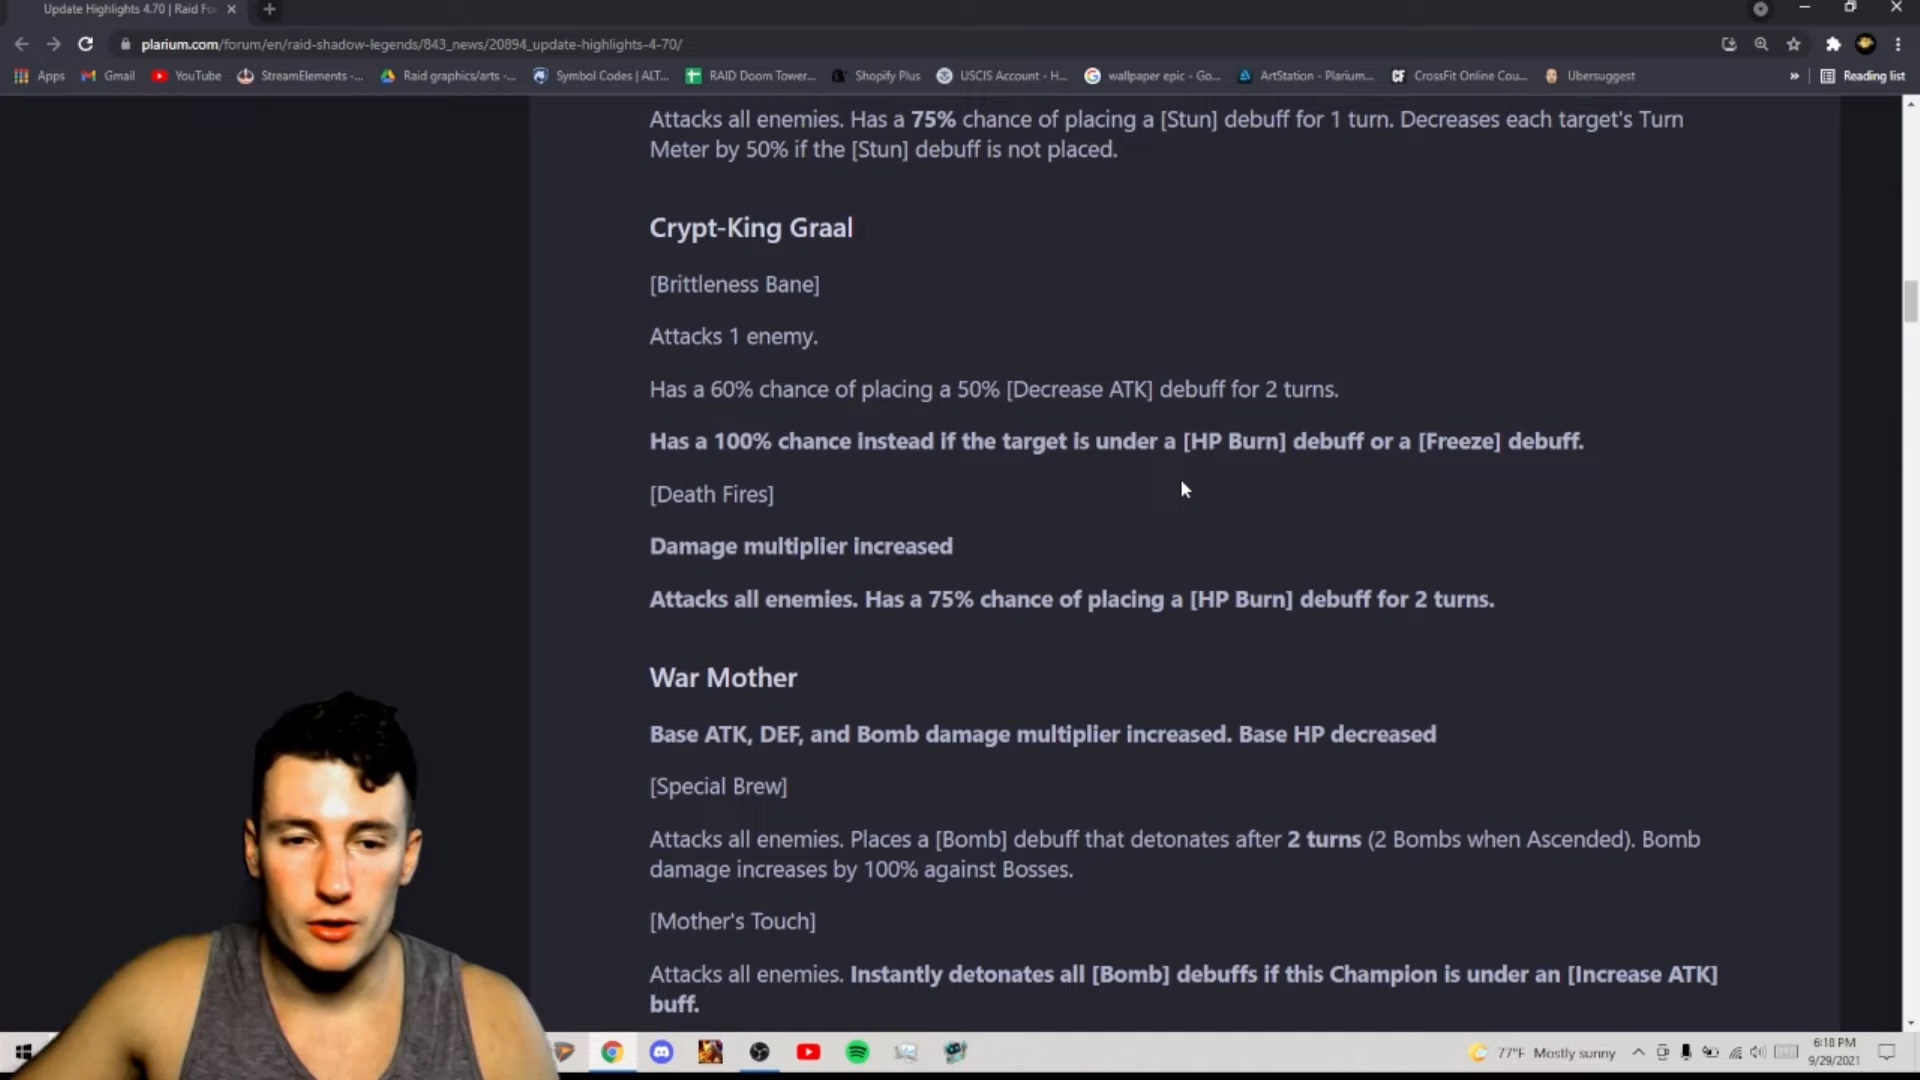 Update Highlights 4.70 | Raid Fo
plarium.com/forum/en/raid-shadow-legends/843_news/20894_update-highlights-4-70/
Apps Gmail YouTube StreamElements -... Raid graphics/arts -... Symbol Codes | ALT... RAID Doom Tower... Shopify Plus USCIS Account - H... wallpaper epic - Go... ArtStation - Plarium... CrossFit Online Cou... Ubersuggest » Reading list
Attacks all enemies. Has a 75% chance of placing a [Stun] debuff for 1 turn. Decreases each target's Turn
Meter by 50% if the [Stun] debuff is not placed.
Crypt-King Graal
[Brittleness Bane]
Attacks 1 enemy.
Has a 60% chance of placing a 50% [Decrease ATK] debuff for 2 turns.
Has a 100% chance instead if the target is under a [HP Burn] debuff or a [Freeze] debuff.
[Death Fires]
Damage multiplier increased
Attacks all enemies. Has a 75% chance of placing a [HP Burn] debuff for 2 turns.
War Mother
Base ATK, DEF, and Bomb damage multiplier increased. Base HP decreased
[Special Brew]
Attacks all enemies. Places a [Bomb] debuff that detonates after 2 turns (2 Bombs when Ascended). Bomb
damage increases by 100% against Bosses.
[Mother's Touch]
Attacks all enemies. Instantly detonates all [Bomb] debuffs if this Champion is under an [Increase ATK]
buff.
77°F Mostly sunny
6:18 PM
9/29/2021